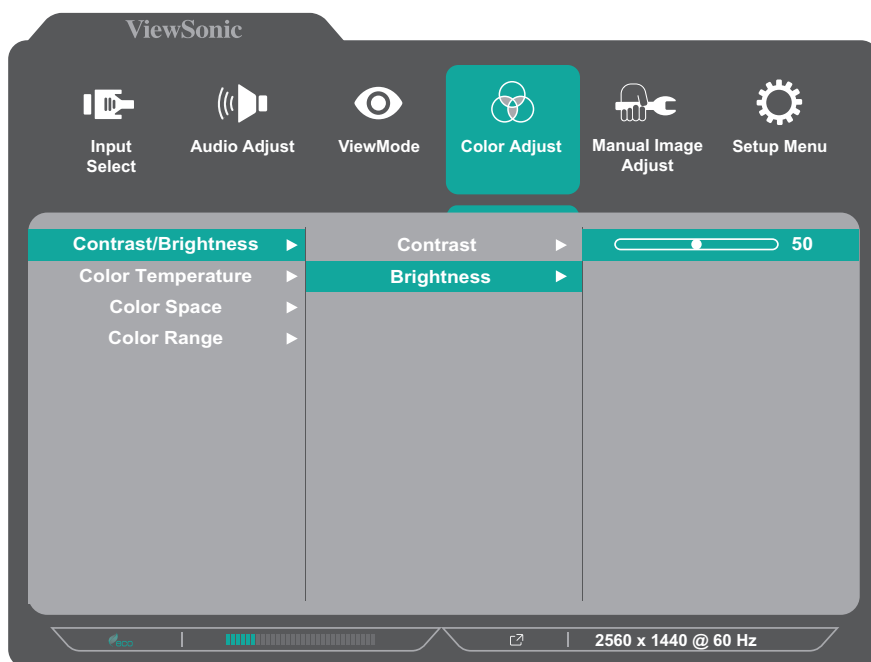 ViewSonic
Input Select
Audio Adjust
ViewMode
Color Adjust
Manual Image Adjust
Setup Menu
Contrast/Brightness
Contrast
50
Color Temperature
Brightness
Color Space
Color Range
eco
2560 x 1440 @ 60 Hz